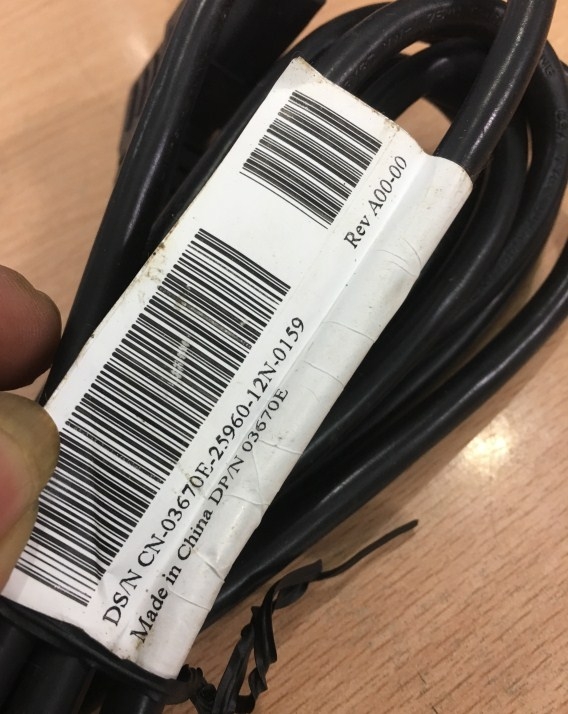 Rev A00-00
DS/N CN-03670E-25960-12N-0159
Made in China DP/N 03670E